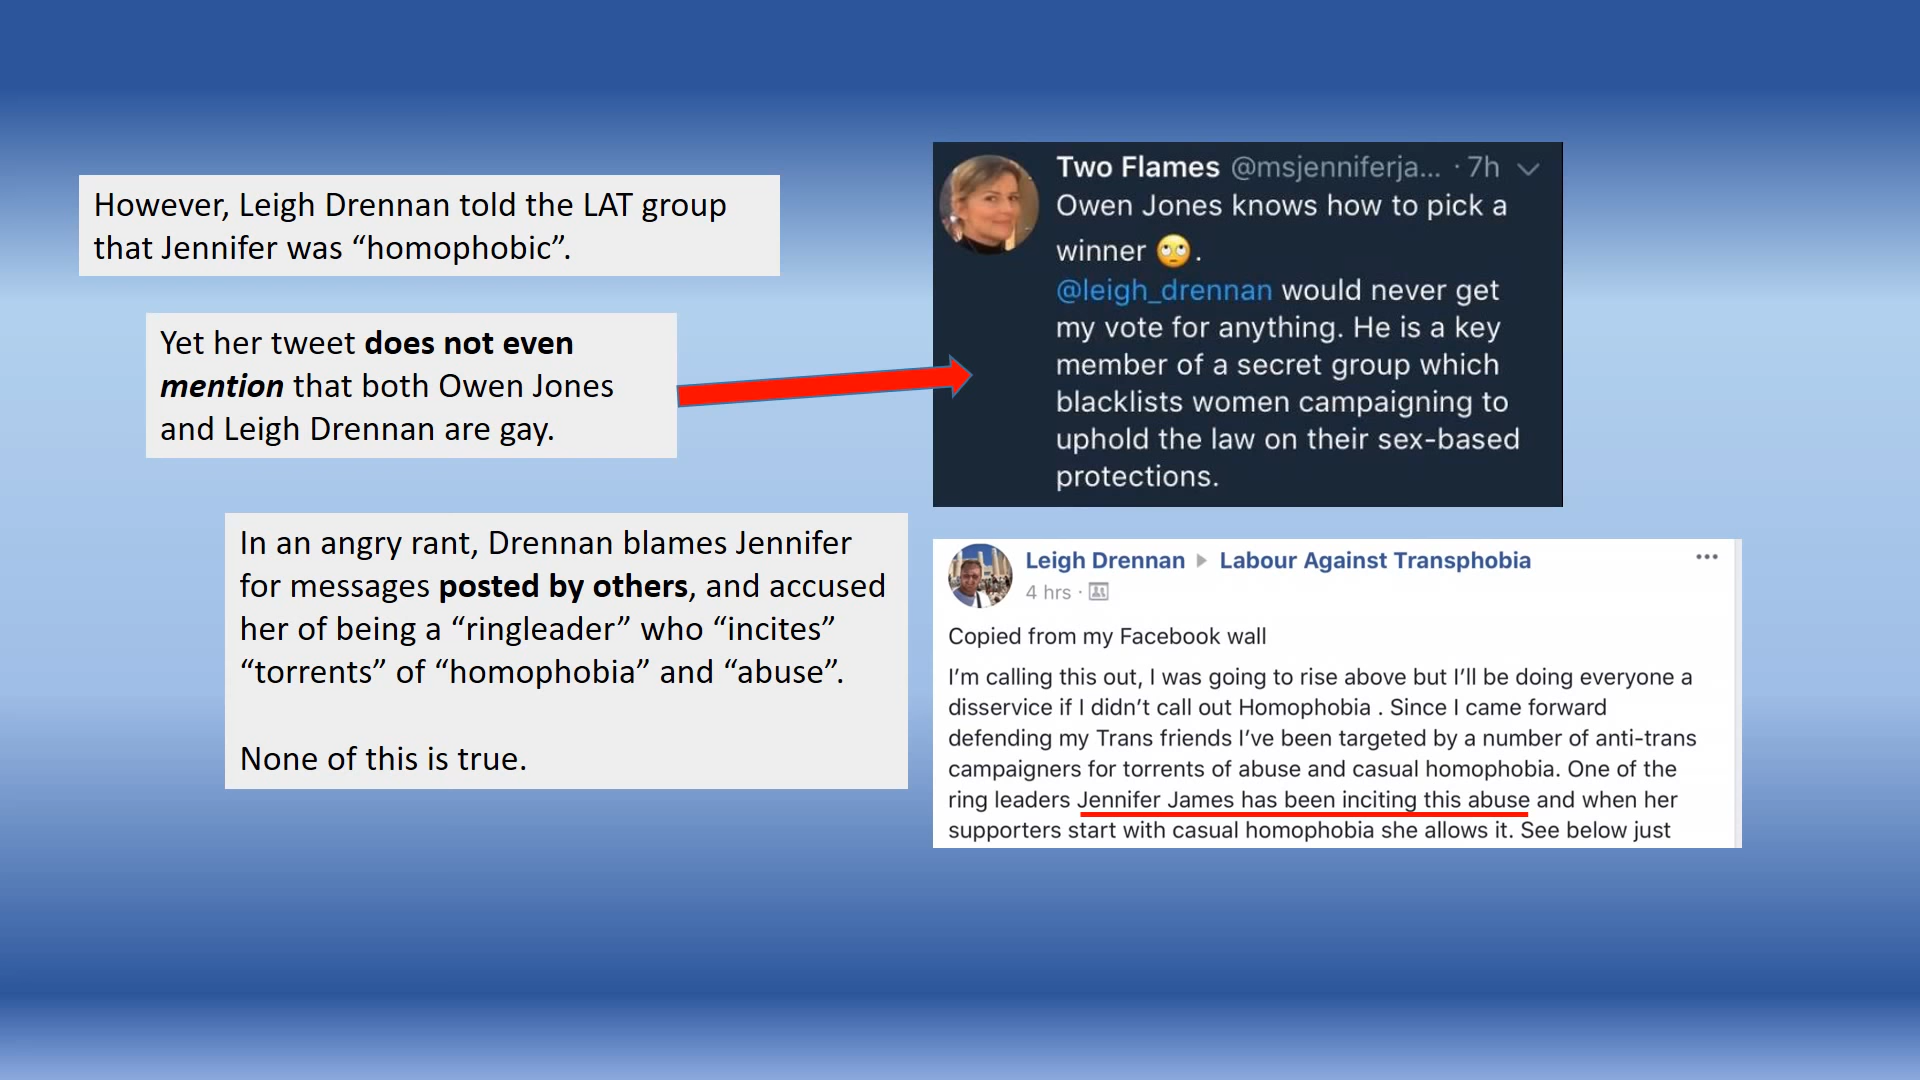 However, Leigh Drennan told the LAT group
that Jennifer was “homophobic”.
Yet her tweet does not even
mention that both Owen Jones
and Leigh Drennan are gay.
In an angry rant, Drennan blames Jennifer
for messages posted by others, and accused
her of being a “ringleader” who “incites”
“torrents” of “homophobia” and “abuse”.
None of this is true.
Two Flames @msjenniferja... · 7h
Owen Jones knows how to pick a
winner 🙄.
@leigh_drennan would never get
my vote for anything. He is a key
member of a secret group which
blacklists women campaigning to
uphold the law on their sex-based
protections.
Leigh Drennan ▸ Labour Against Transphobia
4 hrs ·
Copied from my Facebook wall
I’m calling this out, I was going to rise above but I’ll be doing everyone a
disservice if I didn’t call out Homophobia . Since I came forward
defending my Trans friends I’ve been targeted by a number of anti-trans
campaigners for torrents of abuse and casual homophobia. One of the
ring leaders Jennifer James has been inciting this abuse and when her
supporters start with casual homophobia she allows it. See below just